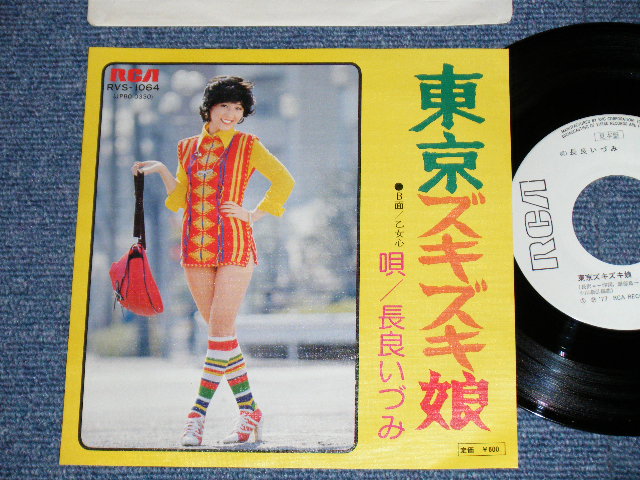 RCA
RVS-1064
(JPBO-0330)
東京ズキズキ娘
●B面/乙女心
唄/長良いづみ
定価 ¥600
見本盤
長良いづみ
RCA
東京ズキズキ娘